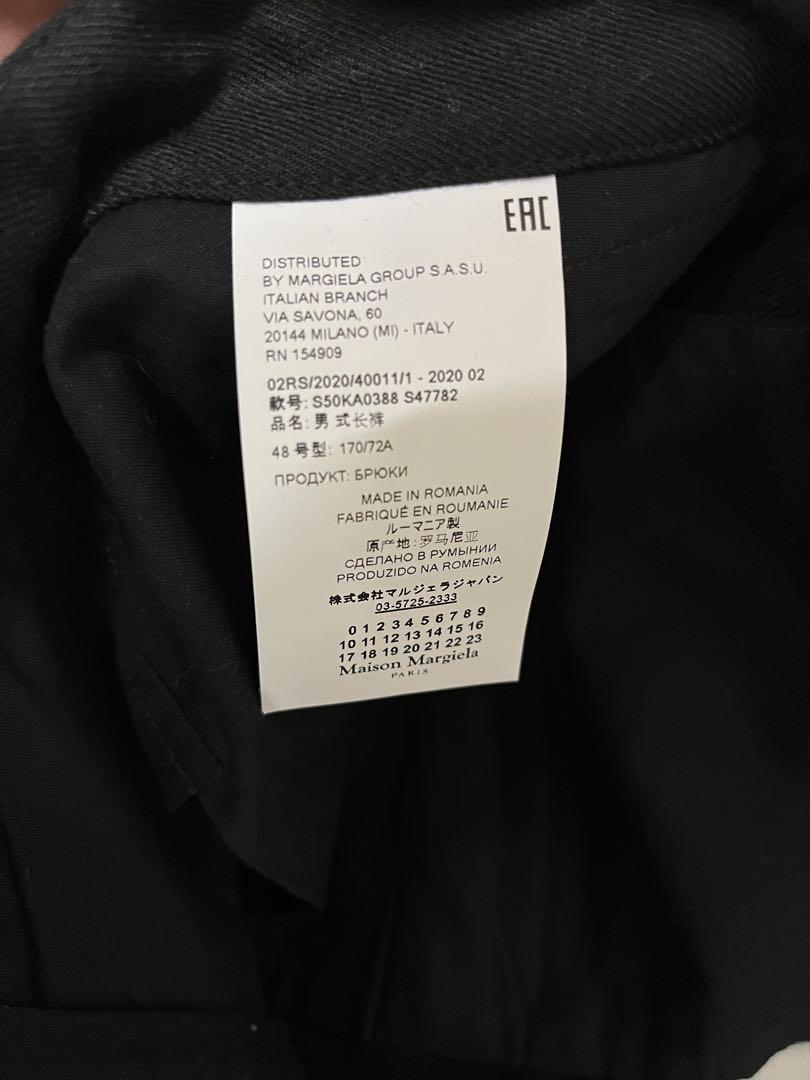 EAC
DISTRIBUTED
BY MARGIELA GROUP S.A.S.U.
ITALIAN BRANCH
VIA SAVONA, 60
20144 MILANO (MI) - ITALY
RN 154909
02RS/2020/40011/1 - 2020 02
款号: S50KA0388 S47782
品名: 男 式长裤
48 号型: 170/72A
ПРОДУКТ: БРЮКИ
MADE IN ROMANIA
FABRIQUÉ EN ROUMANIE
ルーマニア製
原产地: 罗马尼亚
СДЕЛАНО В РУМЫНИИ
PRODUZIDO NA ROMENIA
株式会社マルジェラジャパン
03-5725-2333
0 1 2 3 4 5 6 7 8 9
10 11 12 13 14 15 16
17 18 19 20 21 22 23
Maison Margiela
PARIS